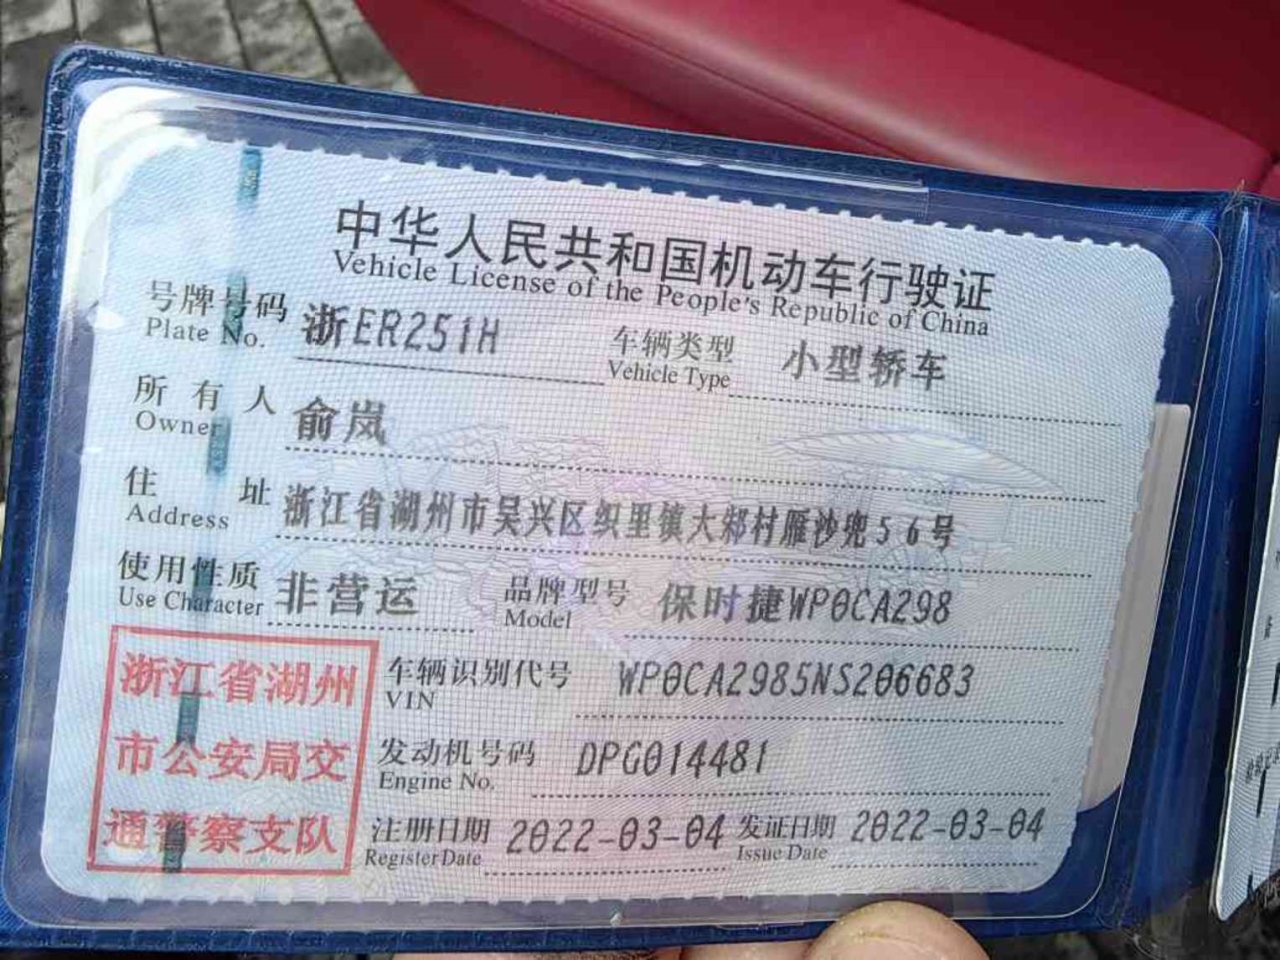 中华人民共和国机动车行驶证
Vehicle License of the People's Republic of China
号牌号码 浙ER251H 车辆类型 小型轿车
Plate No. Vehicle Type
所有人 俞岚
Owner
住址 浙江省湖州市吴兴区织里镇大邾村雁沙兜56号
Address
使用性质 非营运 品牌型号 保时捷WP0CA298
Use Character Model
浙江省湖州
市公安局交
通警察支队
车辆识别代号 WP0CA2985NS206683
VIN
发动机号码 DPG014481
Engine No.
注册日期 2022-03-04 发证日期 2022-03-04
Register Date Issue Date